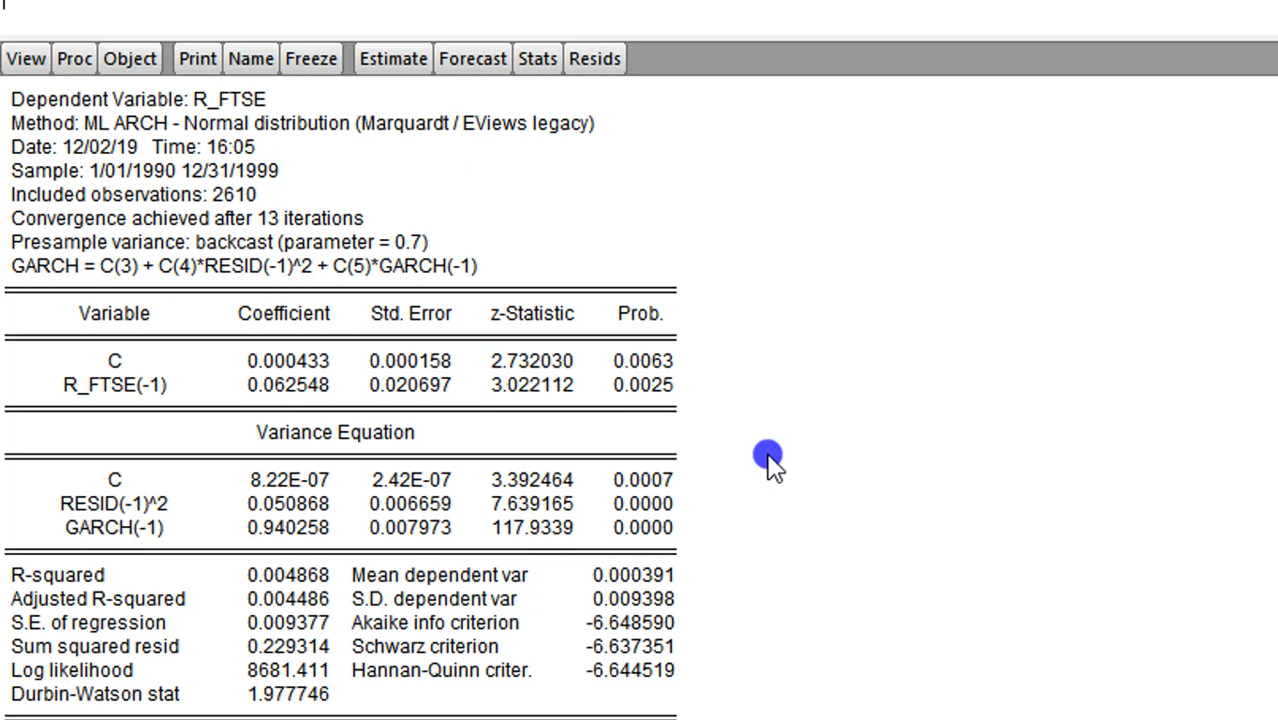 View Proc Object Print Name Freeze Estimate Forecast Stats Resids
Dependent Variable: R_FTSE
Method: ML ARCH - Normal distribution (Marquardt / EViews legacy)
Date: 12/02/19 Time: 16:05
Sample: 1/01/1990 12/31/1999
Included observations: 2610
Convergence achieved after 13 iterations
Presample variance: backcast (parameter = 0.7)
GARCH = C(3) + C(4)*RESID(-1)^2 + C(5)*GARCH(-1)
Variable Coefficient Std. Error z-Statistic Prob.
C 0.000433 0.000158 2.732030 0.0063
R_FTSE(-1) 0.062548 0.020697 3.022112 0.0025
Variance Equation
C 8.22E-07 2.42E-07 3.392464 0.0007
RESID(-1)^2 0.050868 0.006659 7.639165 0.0000
GARCH(-1) 0.940258 0.007973 117.9339 0.0000
R-squared 0.004868 Mean dependent var 0.000391
Adjusted R-squared 0.004486 S.D. dependent var 0.009398
S.E. of regression 0.009377 Akaike info criterion -6.648590
Sum squared resid 0.229314 Schwarz criterion -6.637351
Log likelihood 8681.411 Hannan-Quinn criter. -6.644519
Durbin-Watson stat 1.977746